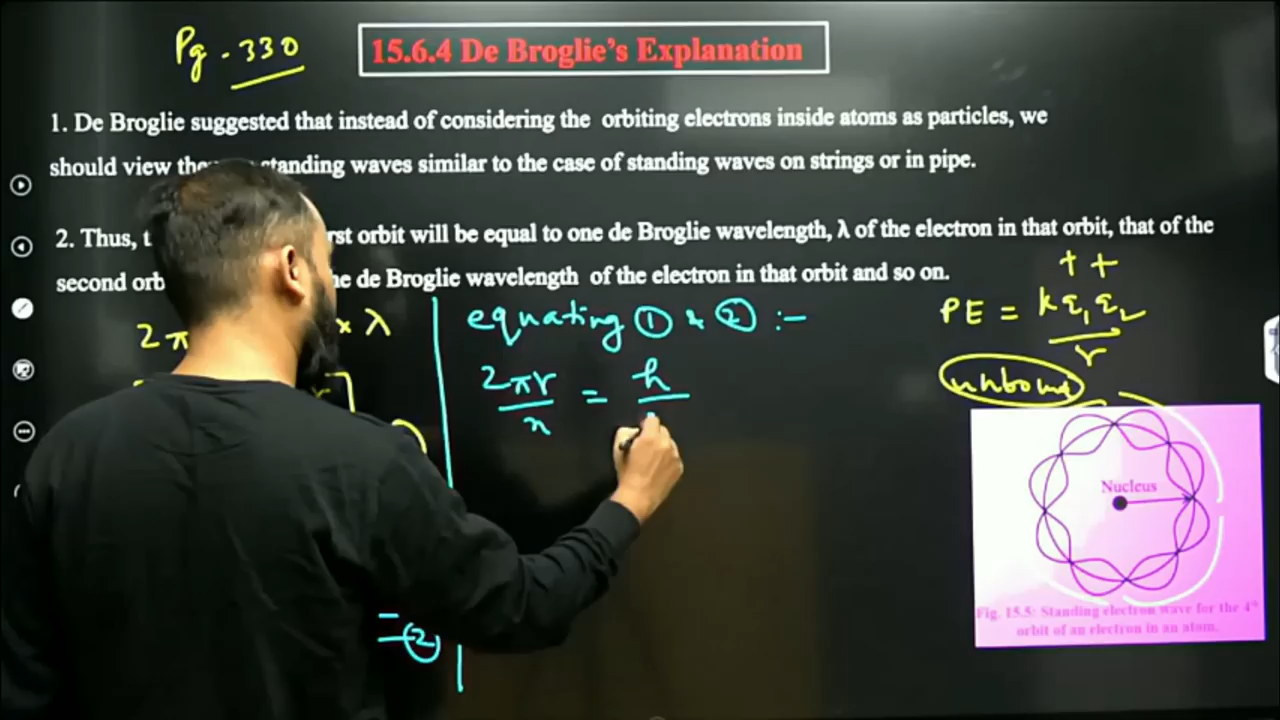 Pg - 330
15.6.4 De Broglie's Explanation
1. De Broglie suggested that instead of considering the orbiting electrons inside atoms as particles, we
should view standing waves similar to the case of standing waves on strings or in pipe.
2. Thus, orbit will be equal to one de Broglie wavelength, λ of the electron in that orbit, that of the
second de Broglie wavelength of the electron in that orbit and so on.
2π × λ
= ②
equating ① & ② :-
2πr/n = h/
+ +
PE = kq₁q₂/r
unbound
Nucleus
Fig. 15.5: Standing electron wave for the 4th
orbit of an electron in an atom.